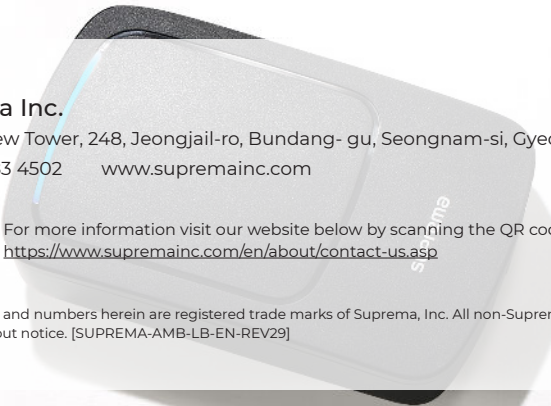 a Inc.
ew Tower, 248, Jeongjail-ro, Bundang- gu, Seongnam-si, Gyeo
3 4502 www.supremainc.com
suprema
For more information visit our website below by scanning the QR cod
https://www.supremainc.com/en/about/contact-us.asp
and numbers herein are registered trade marks of Suprema, Inc. All non-Suprem
out notice. [SUPREMA-AMB-LB-EN-REV29]